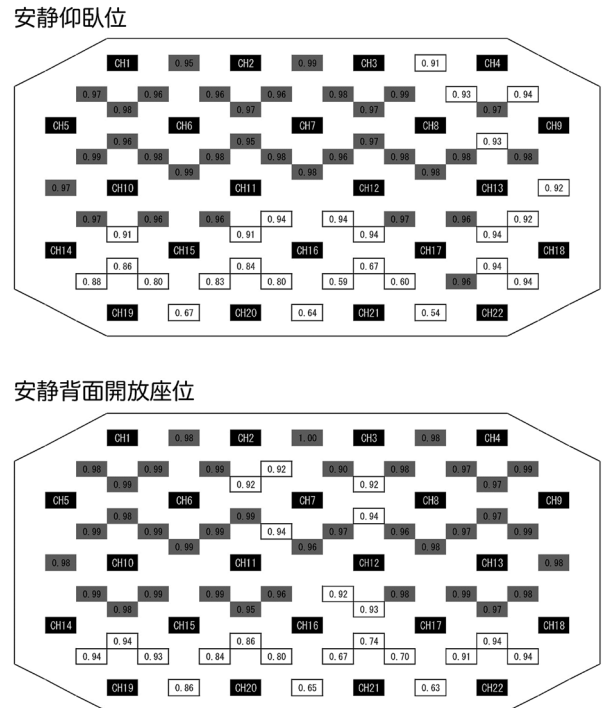 安静仰臥位
CH1 0.95 CH2 0.99 CH3 0.91 CH4
0.97 0.96 0.96 0.96 0.98 0.99 0.93 0.94
0.98 0.97 0.97 0.97
CH5 CH6 CH7 CH8 CH9
0.96 0.95 0.97 0.93
0.99 0.98 0.98 0.98 0.96 0.98 0.98 0.98
0.99 0.98 0.98
0.97 CH10 CH11 CH12 CH13 0.92
0.97 0.96 0.96 0.94 0.94 0.97 0.96 0.92
0.91 0.91 0.94 0.94
CH14 CH15 CH16 CH17 CH18
0.86 0.84 0.67 0.94
0.88 0.80 0.83 0.80 0.59 0.60 0.96 0.94
CH19 0.67 CH20 0.64 CH21 0.54 CH22
安静背面開放座位
CH1 0.98 CH2 1.00 CH3 0.98 CH4
0.98 0.99 0.99 0.92 0.90 0.98 0.97 0.99
0.99 0.92 0.92 0.97
CH5 CH6 CH7 CH8 CH9
0.98 0.99 0.94 0.97
0.99 0.99 0.99 0.94 0.97 0.96 0.97 0.99
0.99 0.96 0.98
0.98 CH10 CH11 CH12 CH13 0.98
0.99 0.99 0.99 0.96 0.92 0.98 0.99 0.98
0.98 0.95 0.93 0.97
CH14 CH15 CH16 CH17 CH18
0.94 0.86 0.74 0.94
0.94 0.93 0.84 0.80 0.67 0.70 0.91 0.94
CH19 0.86 CH20 0.65 CH21 0.63 CH22